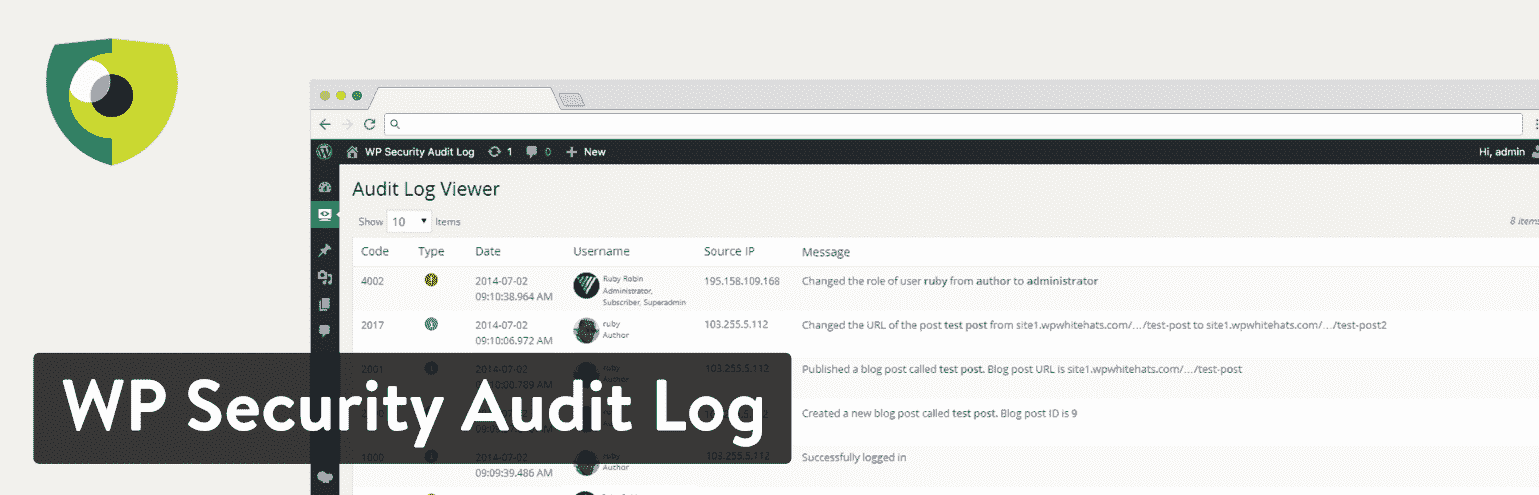 WP Security Audit Log 1 0 New Hi, admin
Audit Log Viewer
Show 10 Items
8 items
Code Type Date Username Source IP Message
4002 2014-07-02 09:10:38.964 AM Ruby Robin Administrator, Subscriber, Superadmin 195.158.109.168 Changed the role of user ruby from author to administrator
2017 2014-07-02 09:10:06.972 AM ruby Author 103.255.5.112 Changed the URL of the post test post from site1.wpwhitehats.com/.../test-post to site1.wpwhitehats.com/.../test-post2
2001 2014-07-02 ruby Author 103.255.5.112 Published a blog post called test post. Blog post URL is site1.wpwhitehats.com/.../test-post
Created a new blog post called test post. Blog post ID is 9
1000 09:09:39.486 AM ruby Author 103.255.5.112 Successfully logged in
WP Security Audit Log